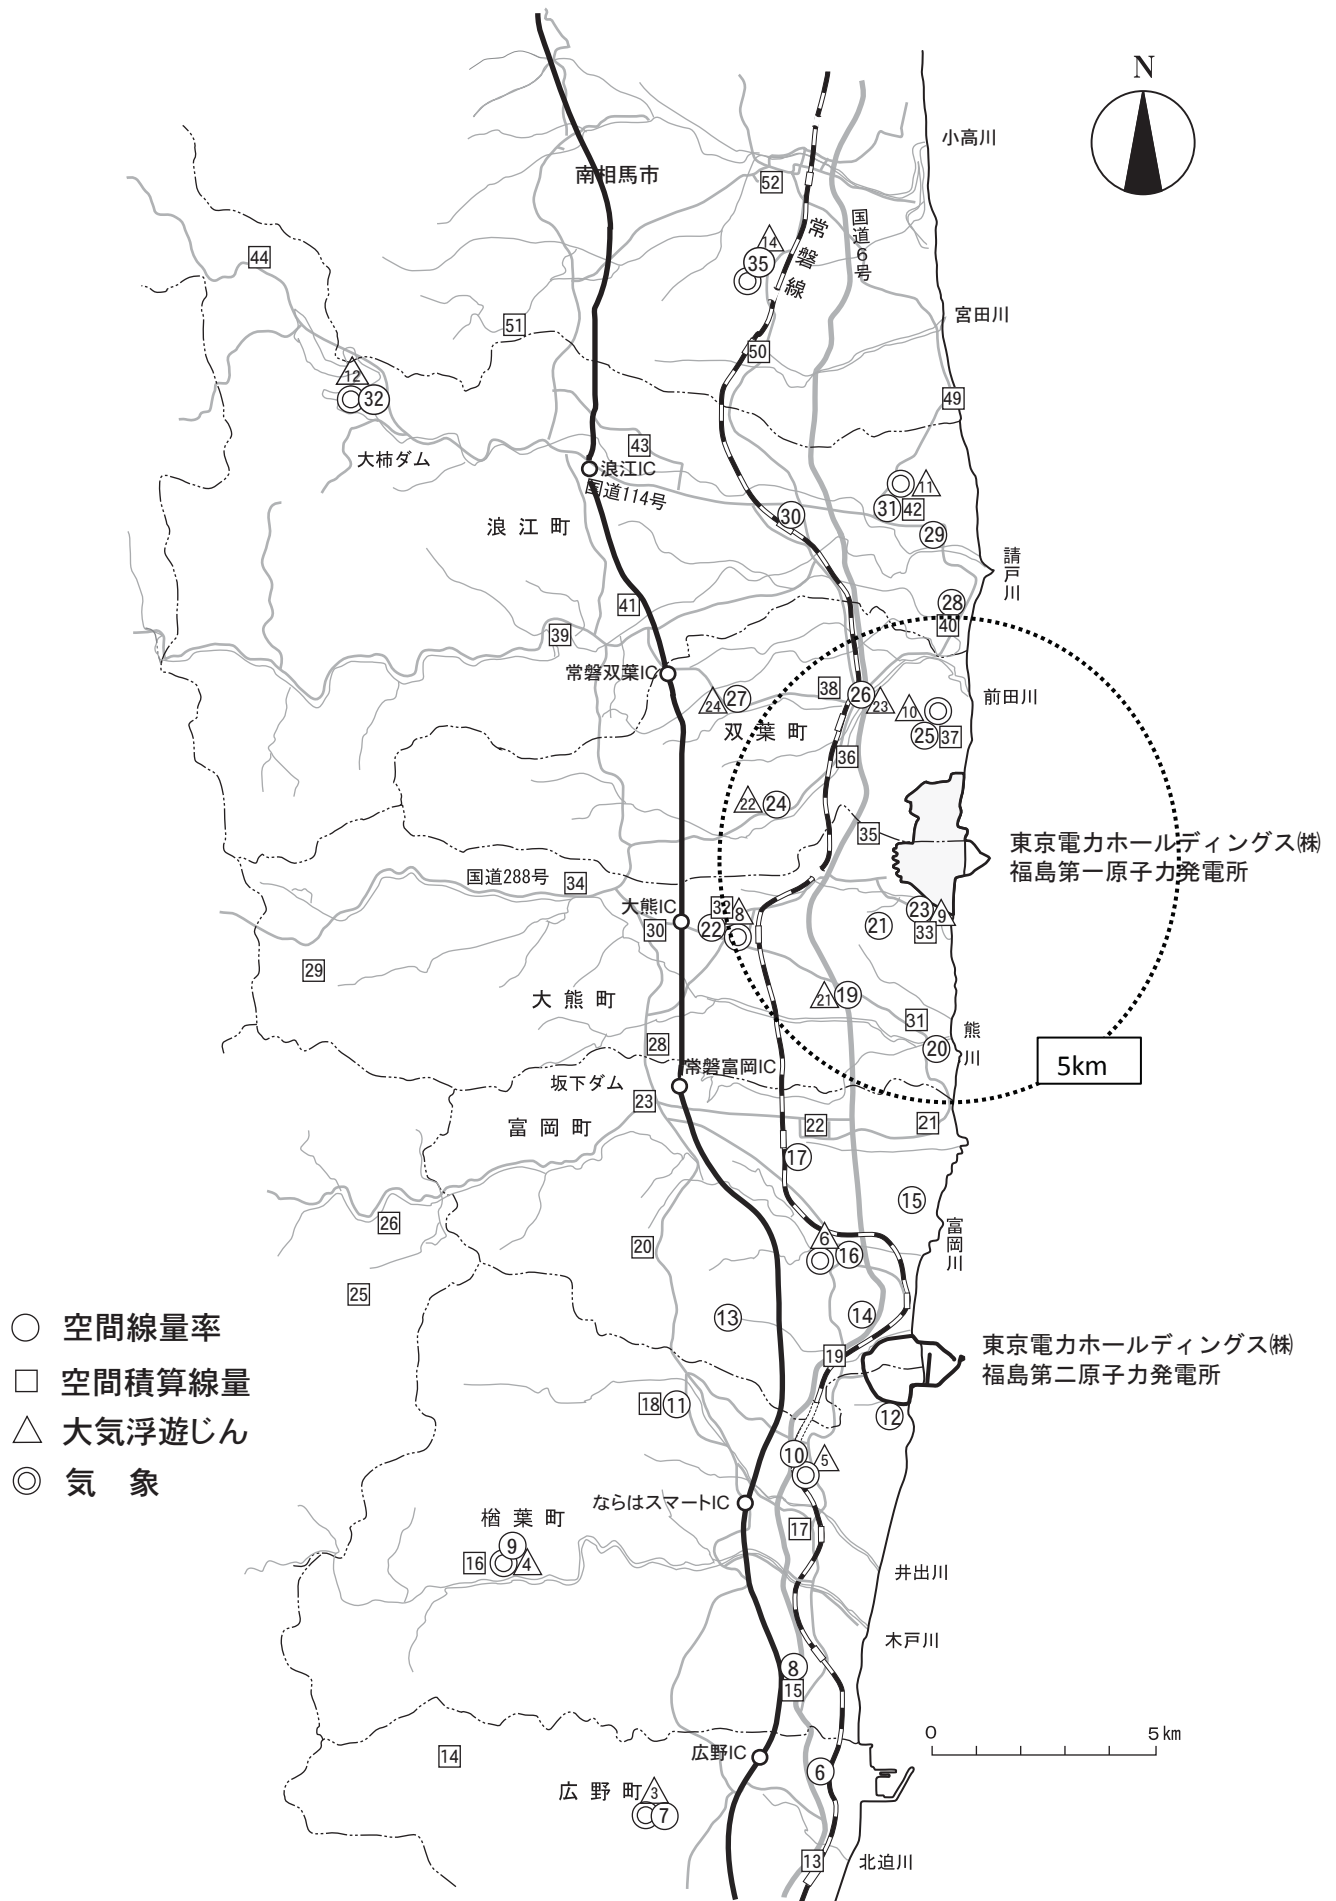 N
小高川
南相馬市
52
国道6号
常磐線
14
35
44
宮田川
51
50
12
32
49
43
大柿ダム
浪江IC
国道114号
11
31
42
30
29
浪江町
請戸川
28
41
40
39
常磐双葉IC
38
26
23
10
24
27
前田川
双葉町
25
37
36
22
24
35
東京電力ホールディングス㈱
福島第一原子力発電所
国道288号
34
大熊IC
32
8
23
9
30
22
21
33
29
21
19
大熊町
31
熊川
28
20
5km
常磐富岡IC
坂下ダム
23
22
21
富岡町
17
15
26
富岡川
20
6
16
25
13
14
○ 空間線量率
19
東京電力ホールディングス㈱
福島第二原子力発電所
□ 空間積算線量
18
11
12
△ 大気浮遊じん
10
5
◎ 気象
ならはスマートIC
楢葉町
17
9
16
4
井出川
木戸川
8
15
0
5km
14
広野IC
6
広野町
3
7
13
北迫川